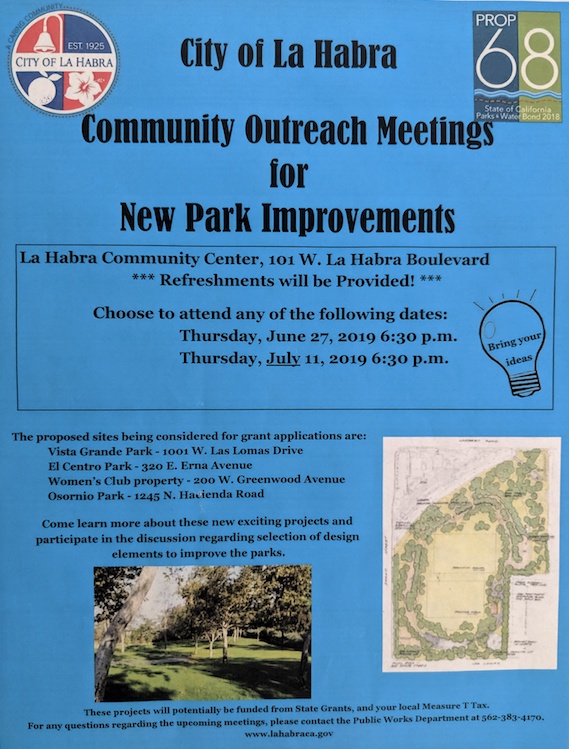 A CARING COMMUNITY
EST. 1925
CITY OF LA HABRA
PROP
68
State of California
Parks & Water Bond 2018
City of La Habra
Community Outreach Meetings
for
New Park Improvements
La Habra Community Center, 101 W. La Habra Boulevard
*** Refreshments will be Provided! ***
Choose to attend any of the following dates:
Thursday, June 27, 2019 6:30 p.m.
Thursday, July 11, 2019 6:30 p.m.
Bring your
ideas
The proposed sites being considered for grant applications are:
Vista Grande Park - 1001 W. Las Lomas Drive
El Centro Park - 320 E. Erna Avenue
Women's Club property - 200 W. Greenwood Avenue
Osornio Park - 1245 N. Hacienda Road
Come learn more about these new exciting projects and
participate in the discussion regarding selection of design
elements to improve the parks.
These projects will potentially be funded from State Grants, and your local Measure T Tax.
For any questions regarding the upcoming meetings, please contact the Public Works Department at 562-383-4170.
www.lahabraca.gov